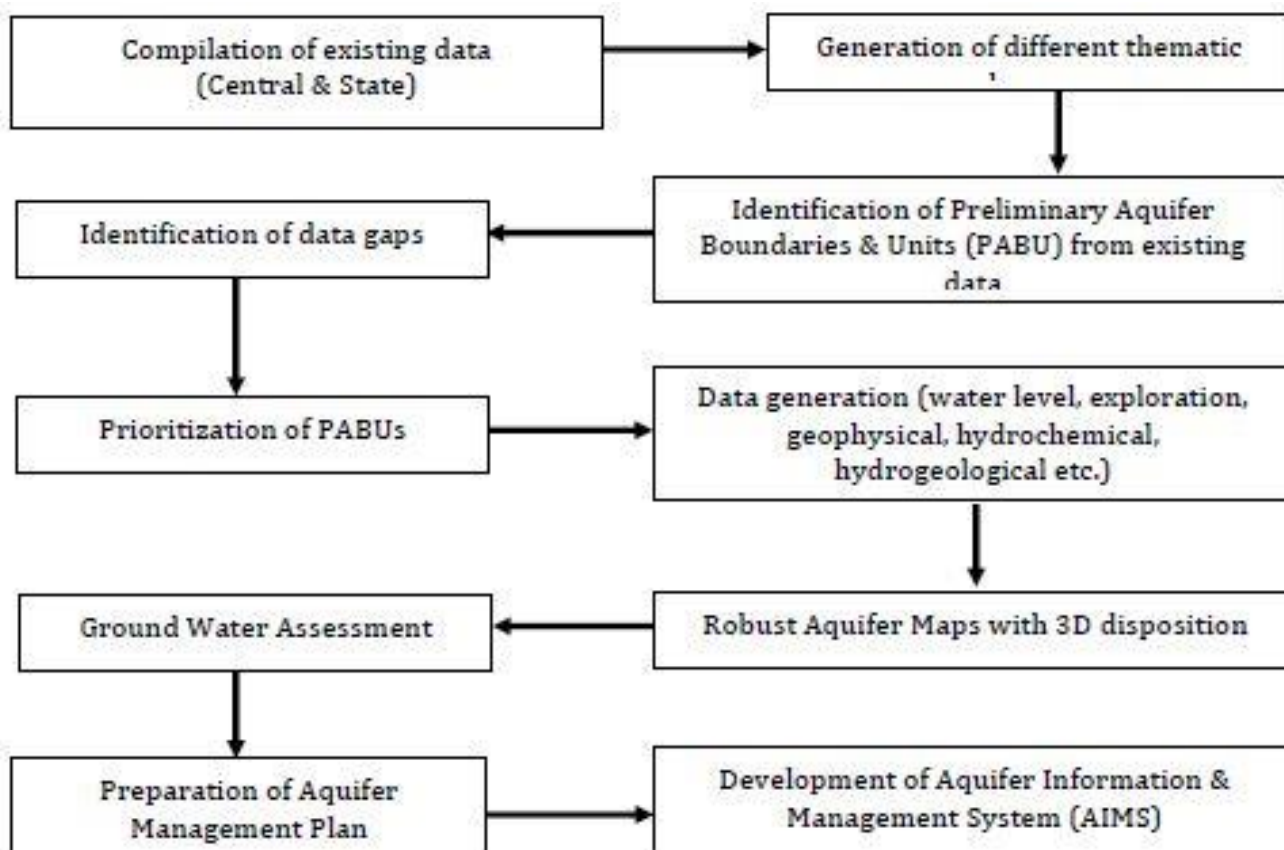 Compilation of existing data
(Central & State)
Generation of different thematic
Identification of Preliminary Aquifer
Boundaries & Units (PABU) from existing
data
Identification of data gaps
Prioritization of PABUs
Data generation (water level, exploration,
geophysical, hydrochemical,
hydrogeological etc.)
Robust Aquifer Maps with 3D disposition
Ground Water Assessment
Preparation of Aquifer
Management Plan
Development of Aquifer Information &
Management System (AIMS)